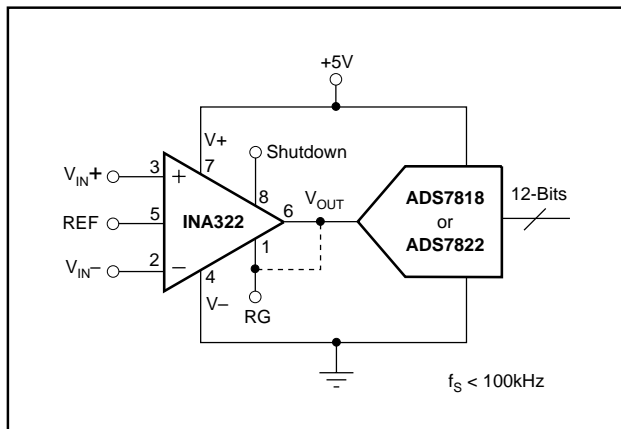 +5V
V+
7
Shutdown
VIN+
3
+
8
REF
5
INA322
6
VOUT
ADS7818
or
ADS7822
12-Bits
1
VIN–
2
–
4
V–
RG
fS < 100kHz